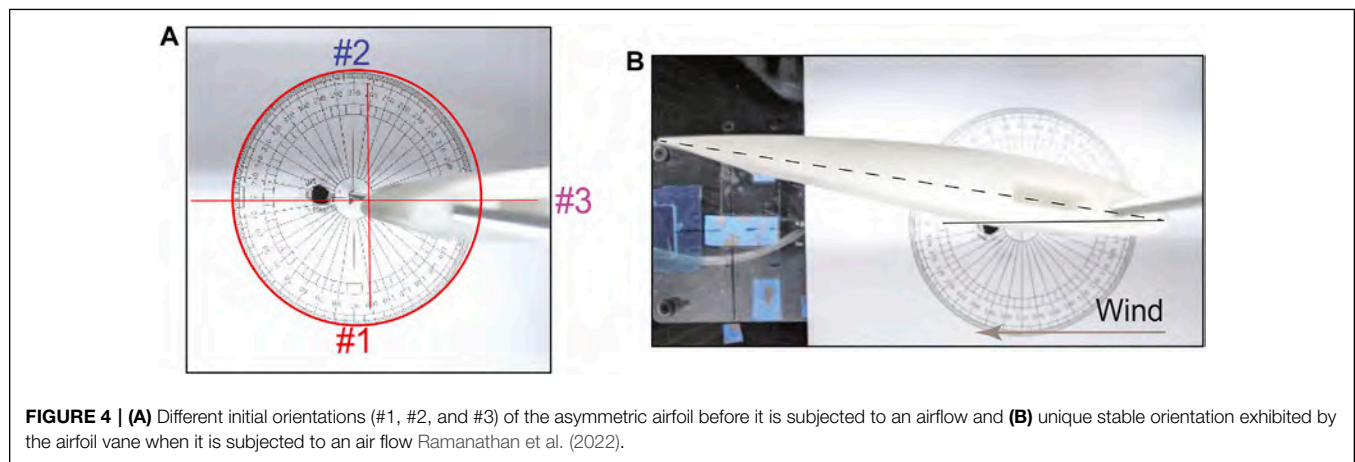 A
#2
#3
#1
B
Wind
FIGURE 4 | (A) Different initial orientations (#1, #2, and #3) of the asymmetric airfoil before it is subjected to an airflow and (B) unique stable orientation exhibited by
the airfoil vane when it is subjected to an air flow Ramanathan et al. (2022).